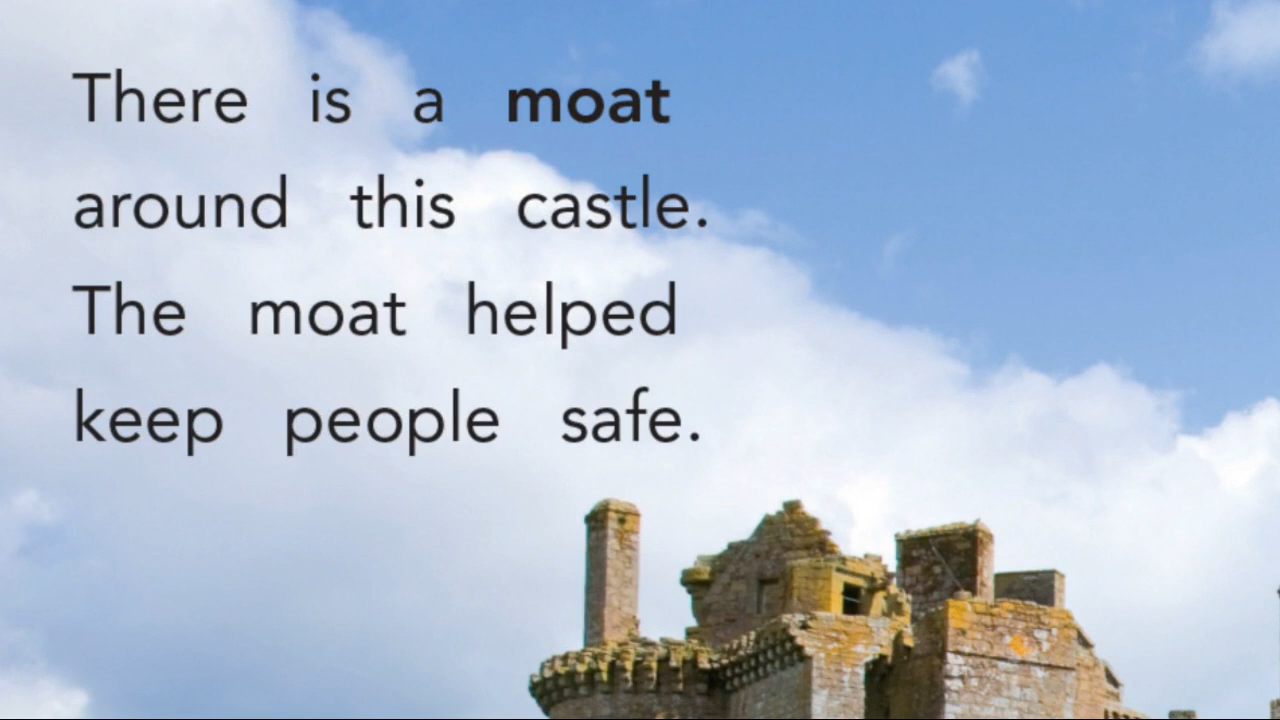 There is a moat
around this castle.
The moat helped
keep people safe.